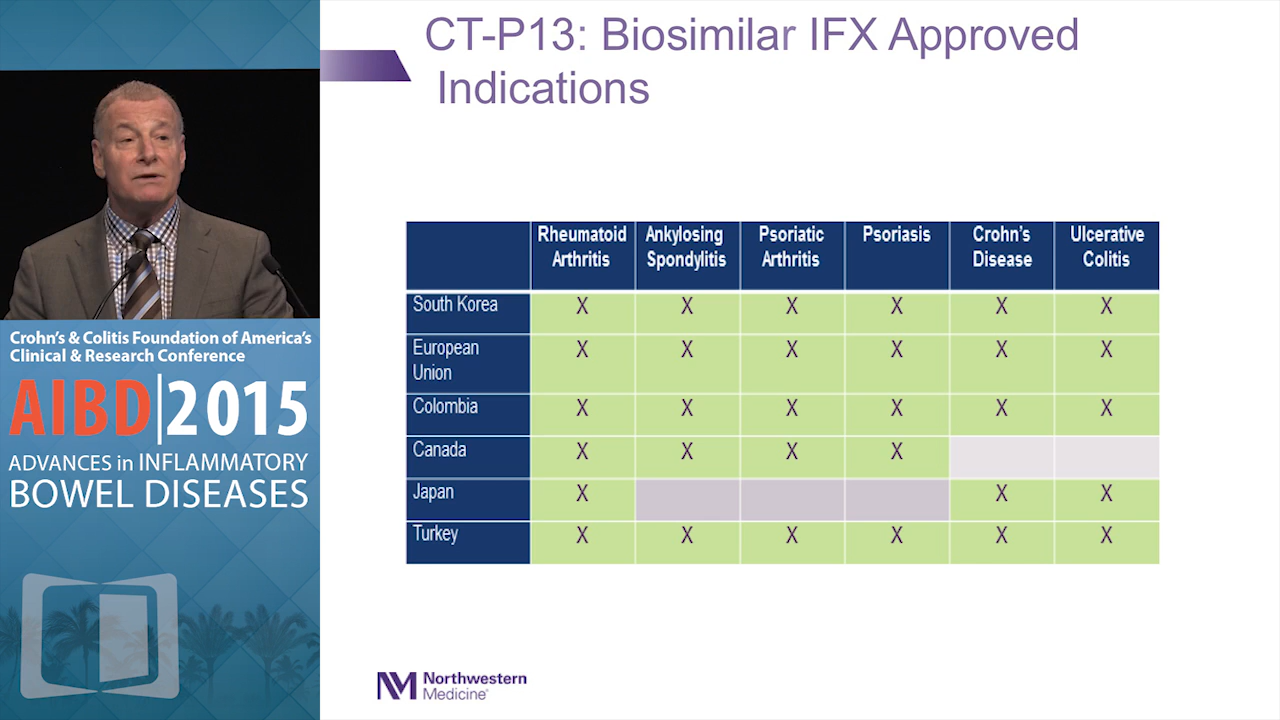 CT-P13: Biosimilar IFX Approved
Indications
Rheumatoid Arthritis Ankylosing Spondylitis Psoriatic Arthritis Psoriasis Crohn's Disease Ulcerative Colitis
South Korea X X X X X X
European Union X X X X X X
Colombia X X X X X X
Canada X X X X
Japan X X X
Turkey X X X X X X
Northwestern
Medicine®
Crohn's & Colitis Foundation of America's
Clinical & Research Conference
AIBD|2015
ADVANCES in INFLAMMATORY
BOWEL DISEASES